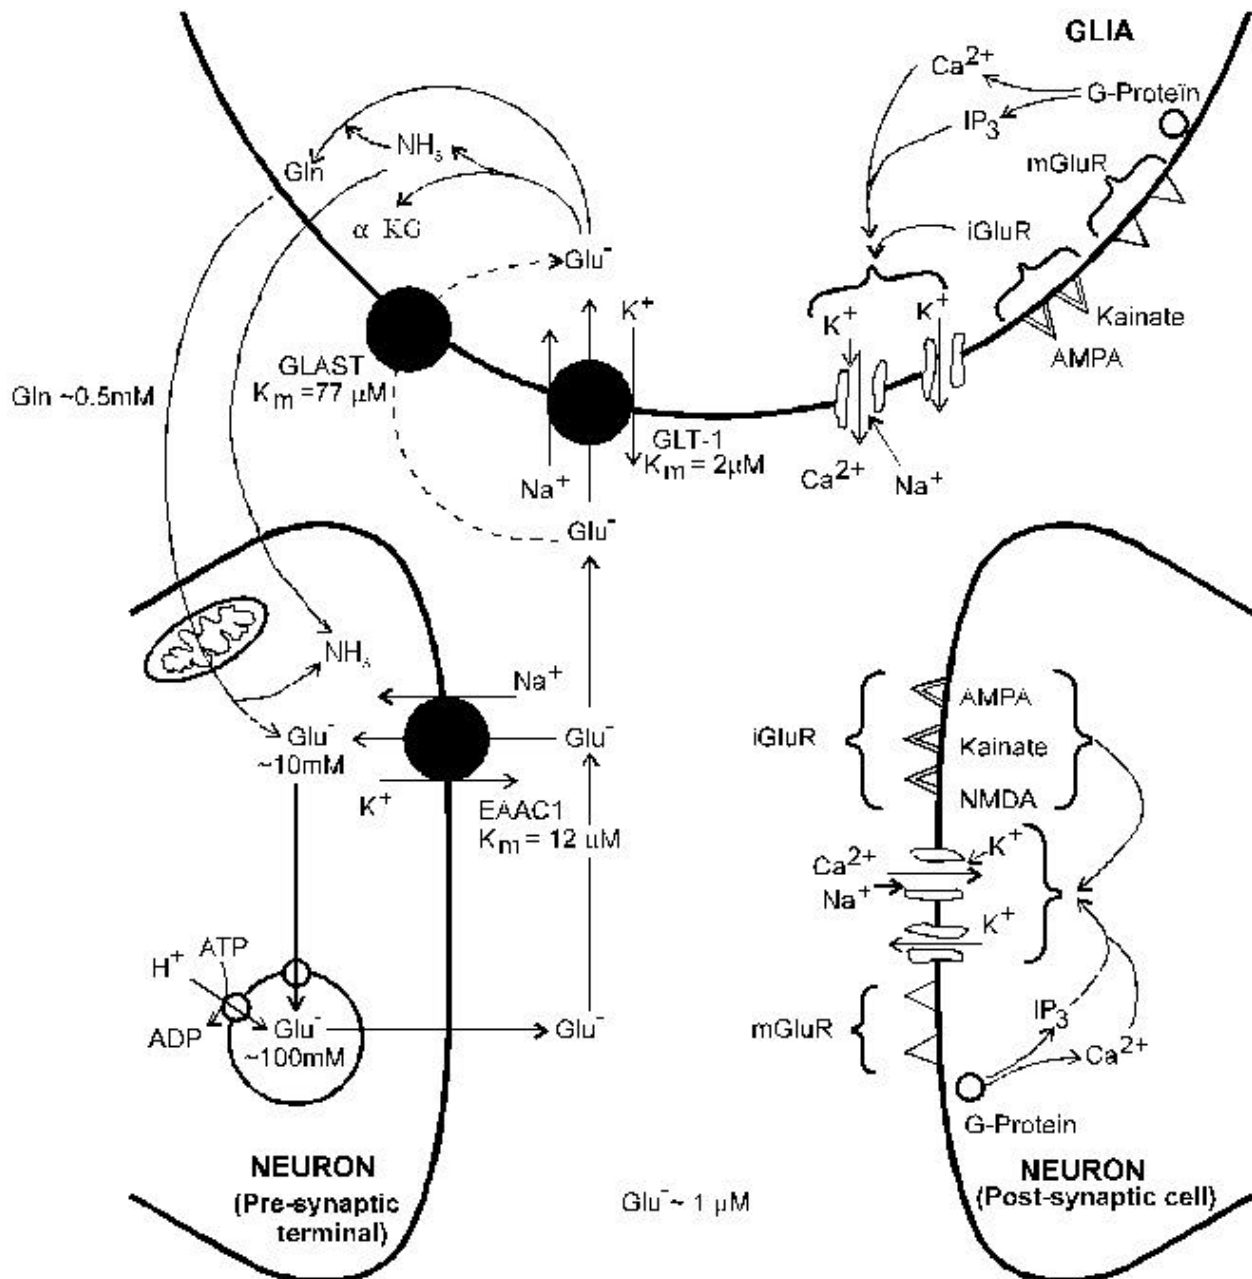 GLIA
Ca2+
G-Proteïn
IP3
NH3
Gln
mGluR
α KG
iGluR
Glu-
K+
K+
K+
Kainate
GLAST
Km =77 μM
AMPA
Gln ~0.5mM
GLT-1
Km = 2μM
Na+
Ca2+
Na+
Glu-
NH3
Na+
AMPA
Glu-
~10mM
Glu-
iGluR
Kainate
K+
EAAC1
Km = 12 μM
NMDA
K+
Ca2+
Na+
K+
ATP
H+
ADP
Glu-
~100mM
Glu-
mGluR
IP3
Ca2+
G-Protein
NEURON
(Pre-synaptic
terminal)
Glu-~ 1 μM
NEURON
(Post-synaptic cell)